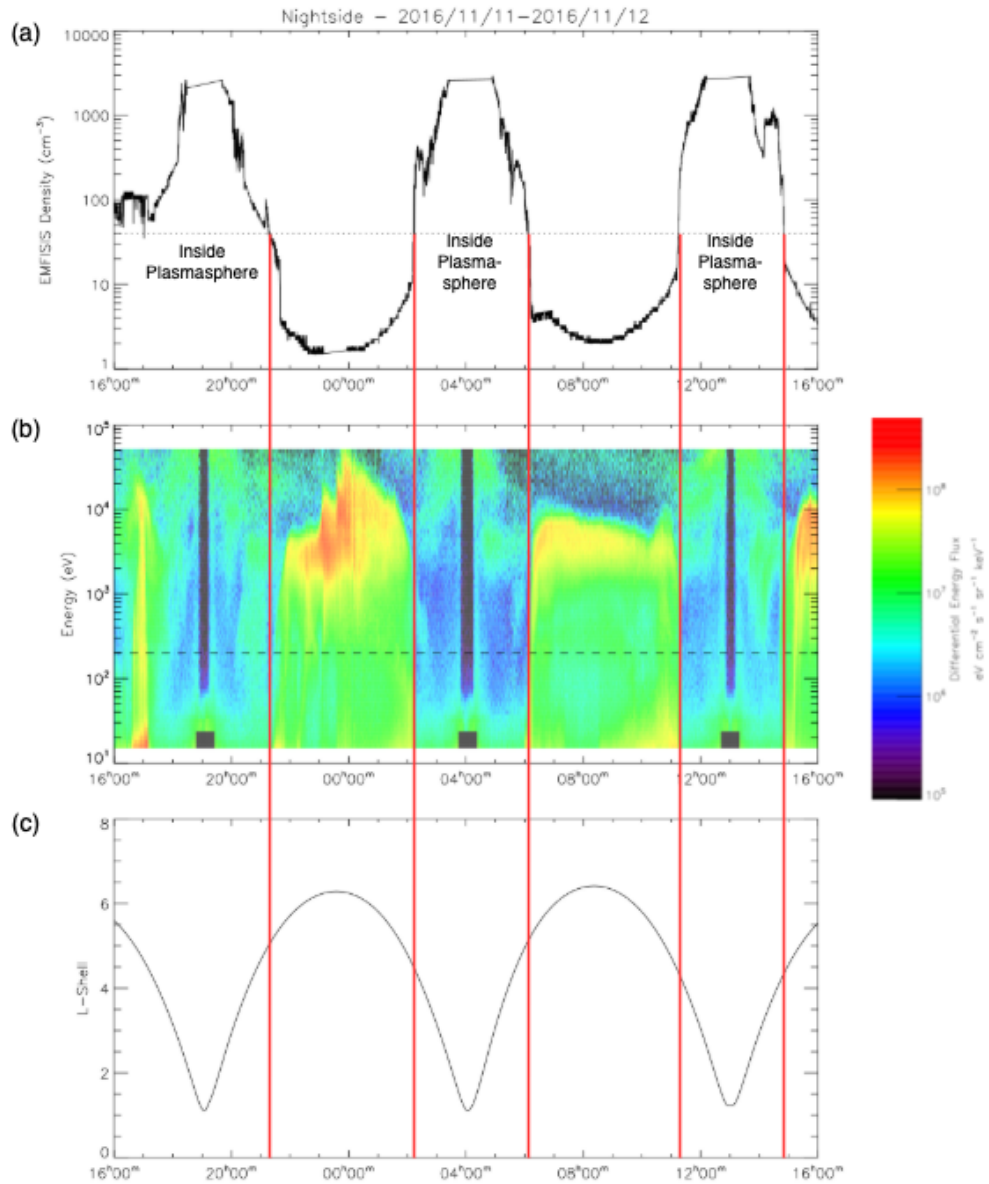 Nightside – 2016/11/11–2016/11/12
(a)
10000
1000
100
10
1
EMFISIS Density (cm⁻³)
Inside
Plasmasphere
Inside
Plasma-
sphere
Inside
Plasma-
sphere
16ʰ00ᵐ 20ʰ00ᵐ 00ʰ00ᵐ 04ʰ00ᵐ 08ʰ00ᵐ 12ʰ00ᵐ 16ʰ00ᵐ
(b)
10⁵
10⁴
10³
10²
10¹
Energy (eV)
16ʰ00ᵐ 20ʰ00ᵐ 00ʰ00ᵐ 04ʰ00ᵐ 08ʰ00ᵐ 12ʰ00ᵐ 16ʰ00ᵐ
10⁸
10⁷
10⁶
10⁵
Differential Energy Flux
eV cm⁻² s⁻¹ sr⁻¹ keV⁻¹
(c)
8
6
4
2
0
L–Shell
16ʰ00ᵐ 20ʰ00ᵐ 00ʰ00ᵐ 04ʰ00ᵐ 08ʰ00ᵐ 12ʰ00ᵐ 16ʰ00ᵐ